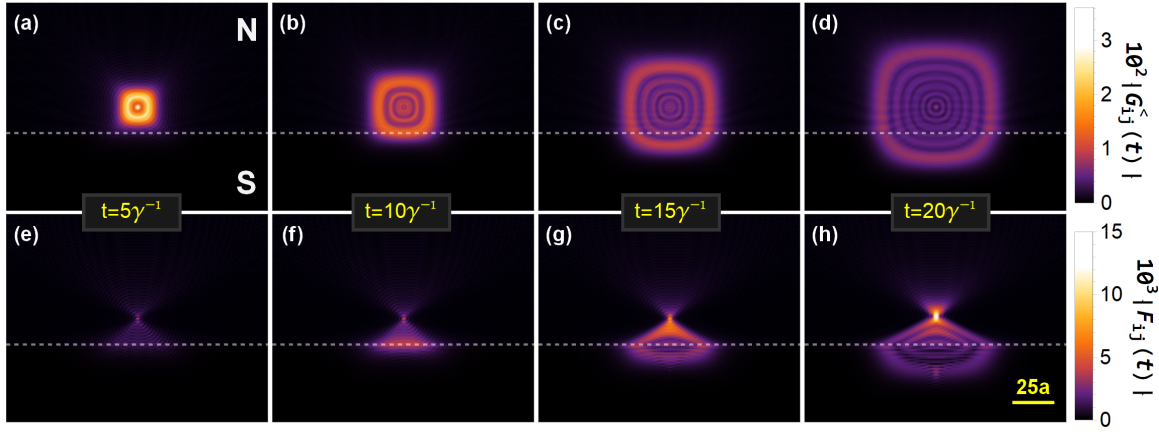 (a) N (b) (c) (d)
S
3
2
1
0
10²|G^<_ij(t)|
t=5γ⁻¹ t=10γ⁻¹ t=15γ⁻¹ t=20γ⁻¹
(e) (f) (g) (h)
25a
15
10
5
0
10³|F_ij(t)|